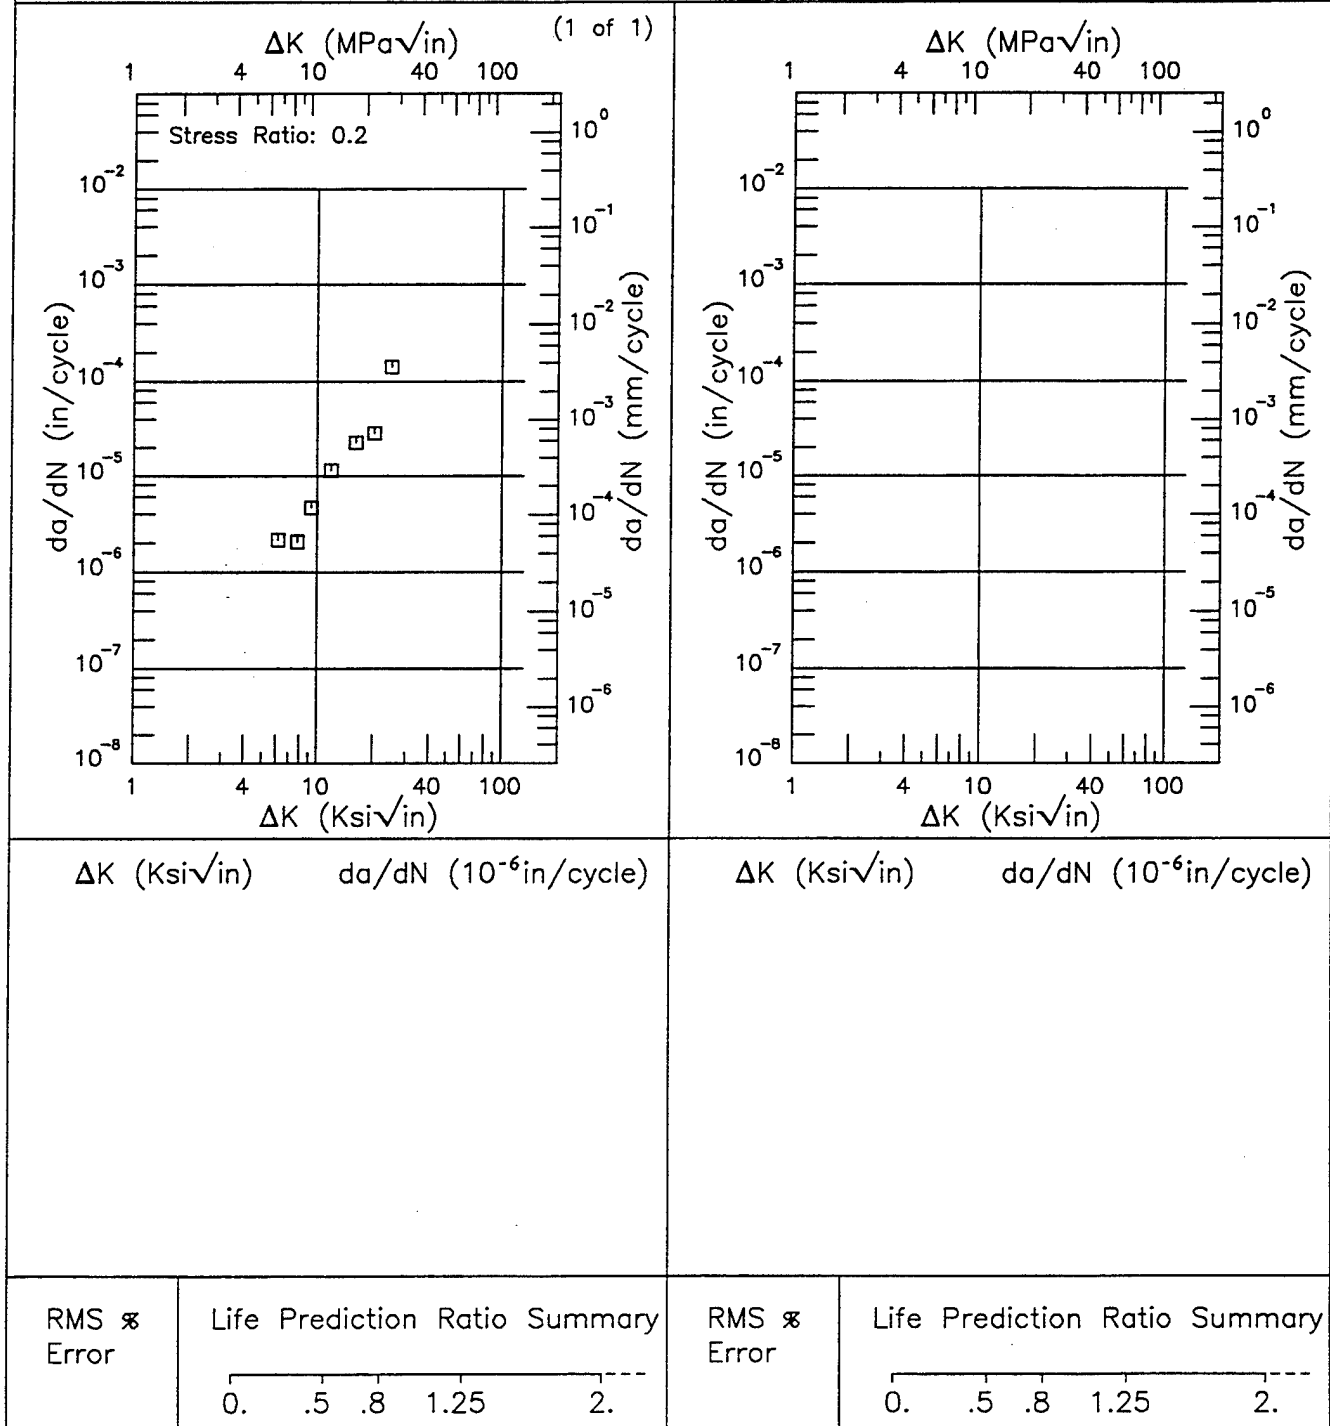 (1 of 1)
ΔK (MPa√in)
1 4 10 40 100
Stress Ratio: 0.2
da/dN (in/cycle)
10⁻²
10⁻³
10⁻⁴
10⁻⁵
10⁻⁶
10⁻⁷
10⁻⁸
da/dN (mm/cycle)
10⁰
10⁻¹
10⁻²
10⁻³
10⁻⁴
10⁻⁵
10⁻⁶
1 4 10 40 100
ΔK (Ksi√in)
ΔK (MPa√in)
1 4 10 40 100
da/dN (in/cycle)
10⁻²
10⁻³
10⁻⁴
10⁻⁵
10⁻⁶
10⁻⁷
10⁻⁸
da/dN (mm/cycle)
10⁰
10⁻¹
10⁻²
10⁻³
10⁻⁴
10⁻⁵
10⁻⁶
1 4 10 40 100
ΔK (Ksi√in)
ΔK (Ksi√in) da/dN (10⁻⁶in/cycle)
ΔK (Ksi√in) da/dN (10⁻⁶in/cycle)
RMS %
Error
Life Prediction Ratio Summary
0. .5 .8 1.25 2.
RMS %
Error
Life Prediction Ratio Summary
0. .5 .8 1.25 2.